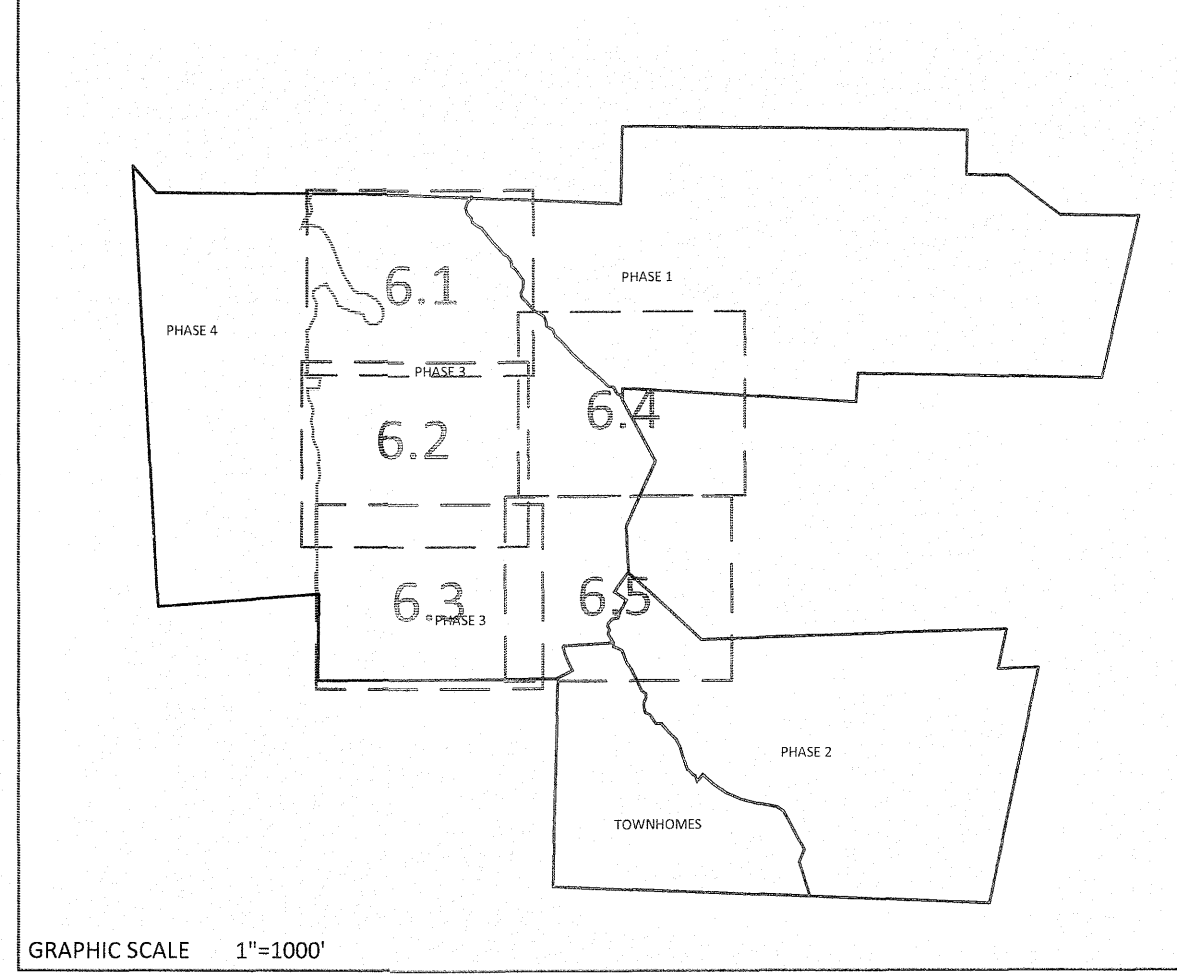 PHASE 1
6.1
PHASE 4
PHASE 3
6.4
6.2
6.5
6.3
PHASE 3
PHASE 2
TOWNHOMES
GRAPHIC SCALE 1"=1000'